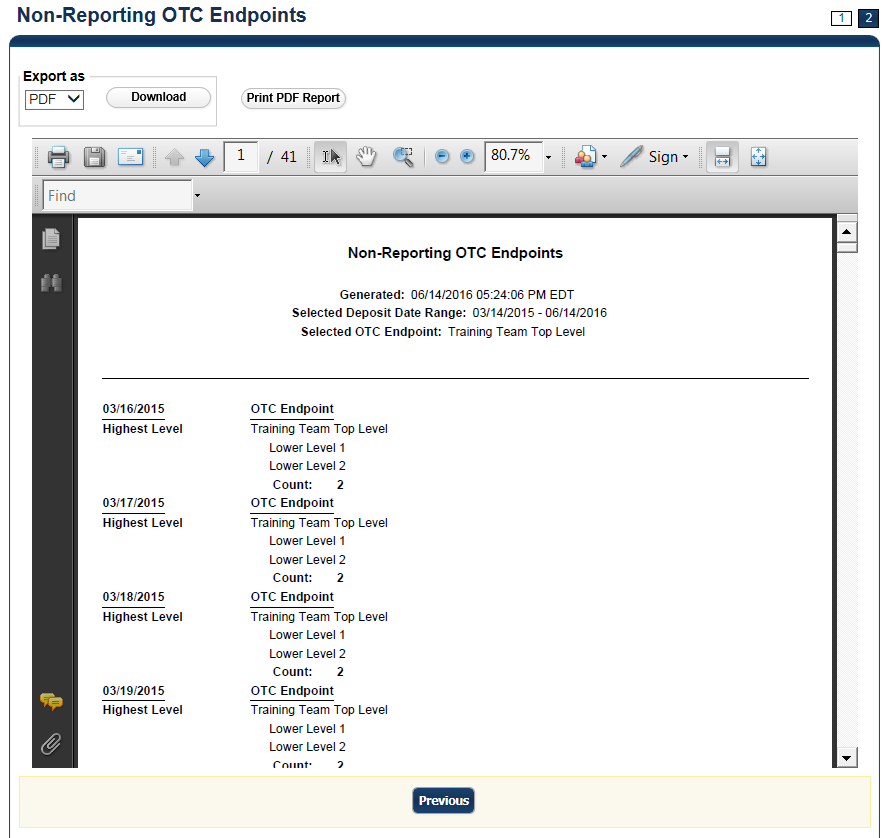 Non-Reporting OTC Endpoints
1 2
Export as
PDF Download Print PDF Report
1 / 41 80.7% Sign
Find
Non-Reporting OTC Endpoints
Generated: 06/14/2016 05:24:06 PM EDT
Selected Deposit Date Range: 03/14/2015 - 06/14/2016
Selected OTC Endpoint: Training Team Top Level
03/16/2015 OTC Endpoint
Highest Level Training Team Top Level
Lower Level 1
Lower Level 2
Count: 2
03/17/2015 OTC Endpoint
Highest Level Training Team Top Level
Lower Level 1
Lower Level 2
Count: 2
03/18/2015 OTC Endpoint
Highest Level Training Team Top Level
Lower Level 1
Lower Level 2
Count: 2
03/19/2015 OTC Endpoint
Highest Level Training Team Top Level
Lower Level 1
Lower Level 2
Count: 2
Previous